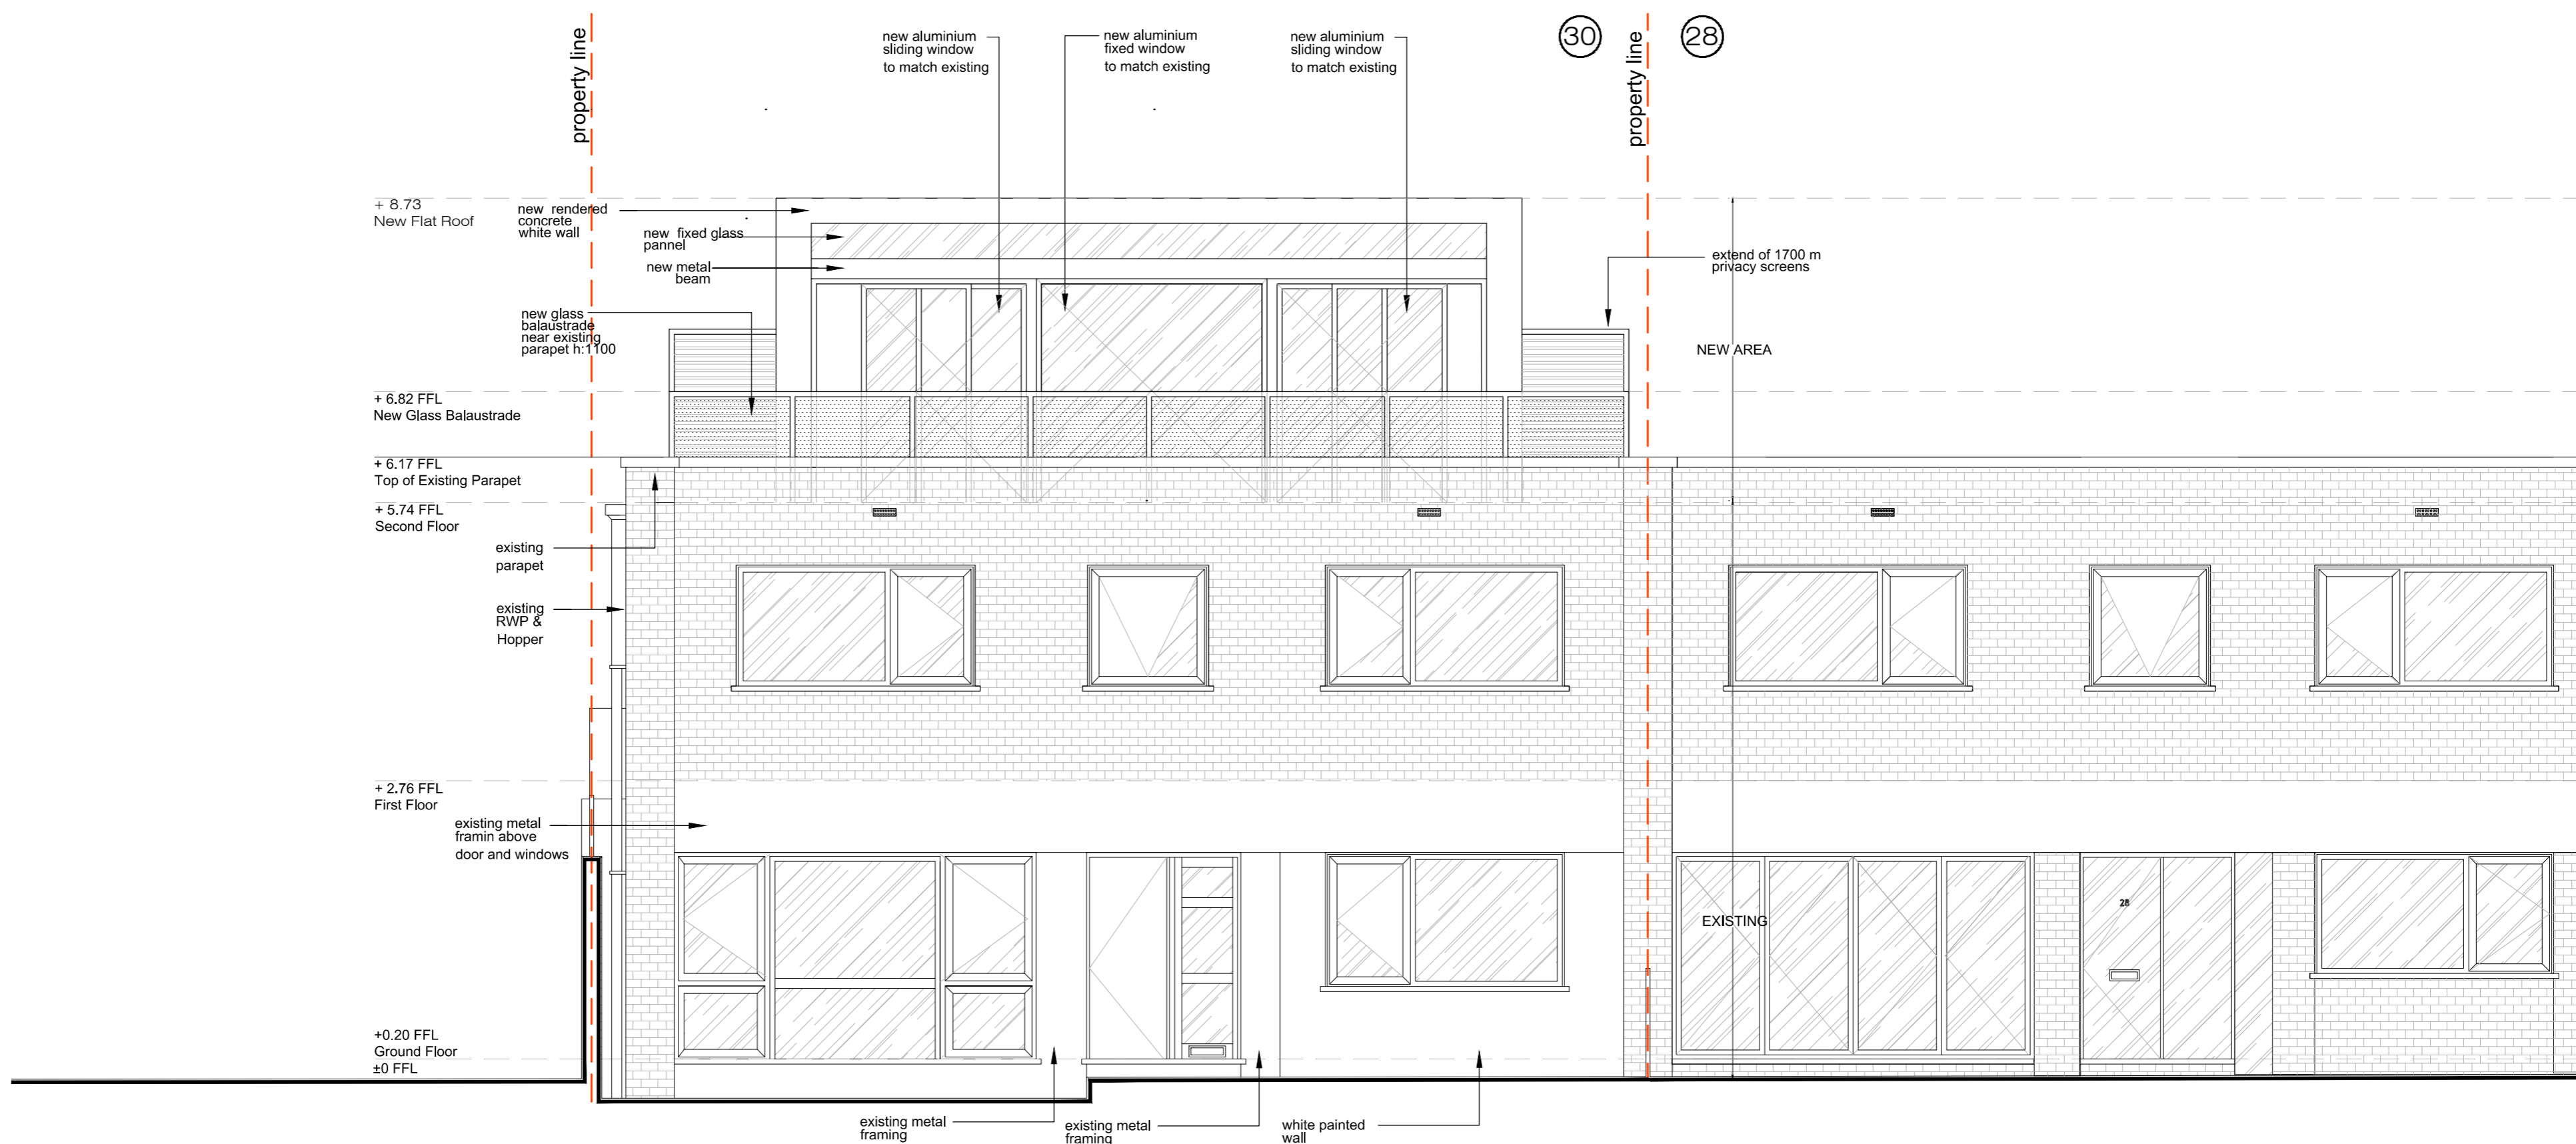 property line
new aluminium
sliding window
to match existing
new aluminium
fixed window
to match existing
new aluminium
sliding window
to match existing
30
property line
28
+ 8.73
New Flat Roof
new rendered
concrete
white wall
new fixed glass
pannel
new metal
beam
extend of 1700 m
privacy screens
new glass
balaustrade
near existing
parapet h:1100
NEW AREA
+ 6.82 FFL
New Glass Balaustrade
+ 6.17 FFL
Top of Existing Parapet
+ 5.74 FFL
Second Floor
existing
parapet
existing
RWP &
Hopper
+ 2.76 FFL
First Floor
existing metal
framin above
door and windows
28
EXISTING
+0.20 FFL
Ground Floor
±0 FFL
existing metal
framing
existing metal
framing
white painted
wall